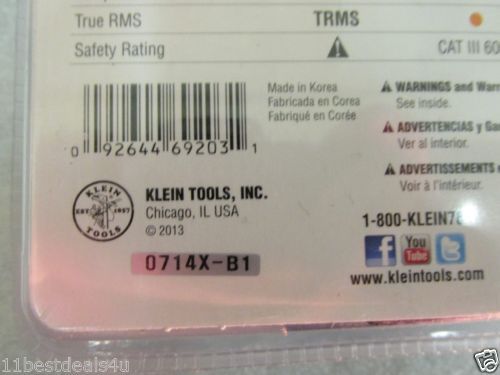 True RMS TRMS
Safety Rating CAT III 60
Made in Korea
Fabricada en Corea
Fabriqué en Corée
WARNINGS and
See inside.
ADVERTENCIAS y
Ver al interior.
ADVERTISSEMENTS
Voir à l'intérieur.
0 92644 69203 1
KLEIN
EST. 1857
TOOLS
KLEIN TOOLS, INC.
Chicago, IL USA
© 2013
0714X-B1
1-800-KLEIN
You
Tube
www.kleintools.com
11bestdeals4u
ebay